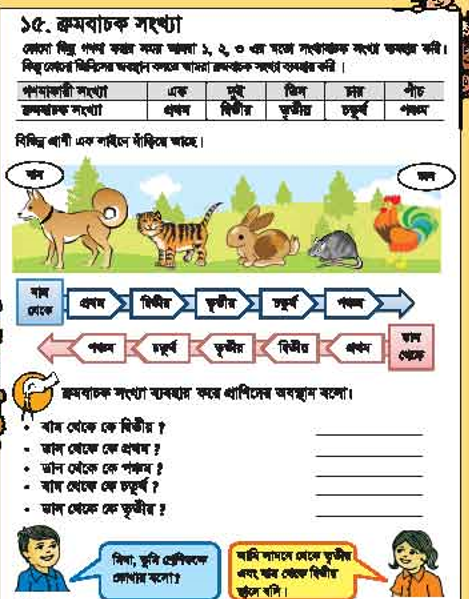 ১৫. ক্রমবাচক সংখ্যা
কোনো কিছু গণনা করার সময় আমরা ১, ২, ৩ এর মতো সংখ্যাবাচক সংখ্যা ব্যবহার করি।
কিন্তু কোনো জিনিসের অবস্থান বলতে আমরা ক্রমবাচক সংখ্যা ব্যবহার করি।
গণনাকারী সংখ্যা এক দুই তিন চার পাঁচ
ক্রমবাচক সংখ্যা প্রথম দ্বিতীয় তৃতীয় চতুর্থ পঞ্চম
বিভিন্ন প্রাণী এক লাইনে দাঁড়িয়ে আছে।
বাম ডান
বাম থেকে প্রথম দ্বিতীয় তৃতীয় চতুর্থ পঞ্চম
পঞ্চম চতুর্থ তৃতীয় দ্বিতীয় প্রথম ডান থেকে
ক্রমবাচক সংখ্যা ব্যবহার করে প্রাণিদের অবস্থান বলো।
• বাম থেকে কে দ্বিতীয় ?
• ডান থেকে কে প্রথম ?
• ডান থেকে কে পঞ্চম ?
• বাম থেকে কে চতুর্থ ?
• ডান থেকে কে তৃতীয় ?
মিনা, তুমি শ্রেণিকক্ষে
কোথায় বসো?
আমি সামনে থেকে তৃতীয়
এবং বাম থেকে দ্বিতীয়
স্থানে বসি।